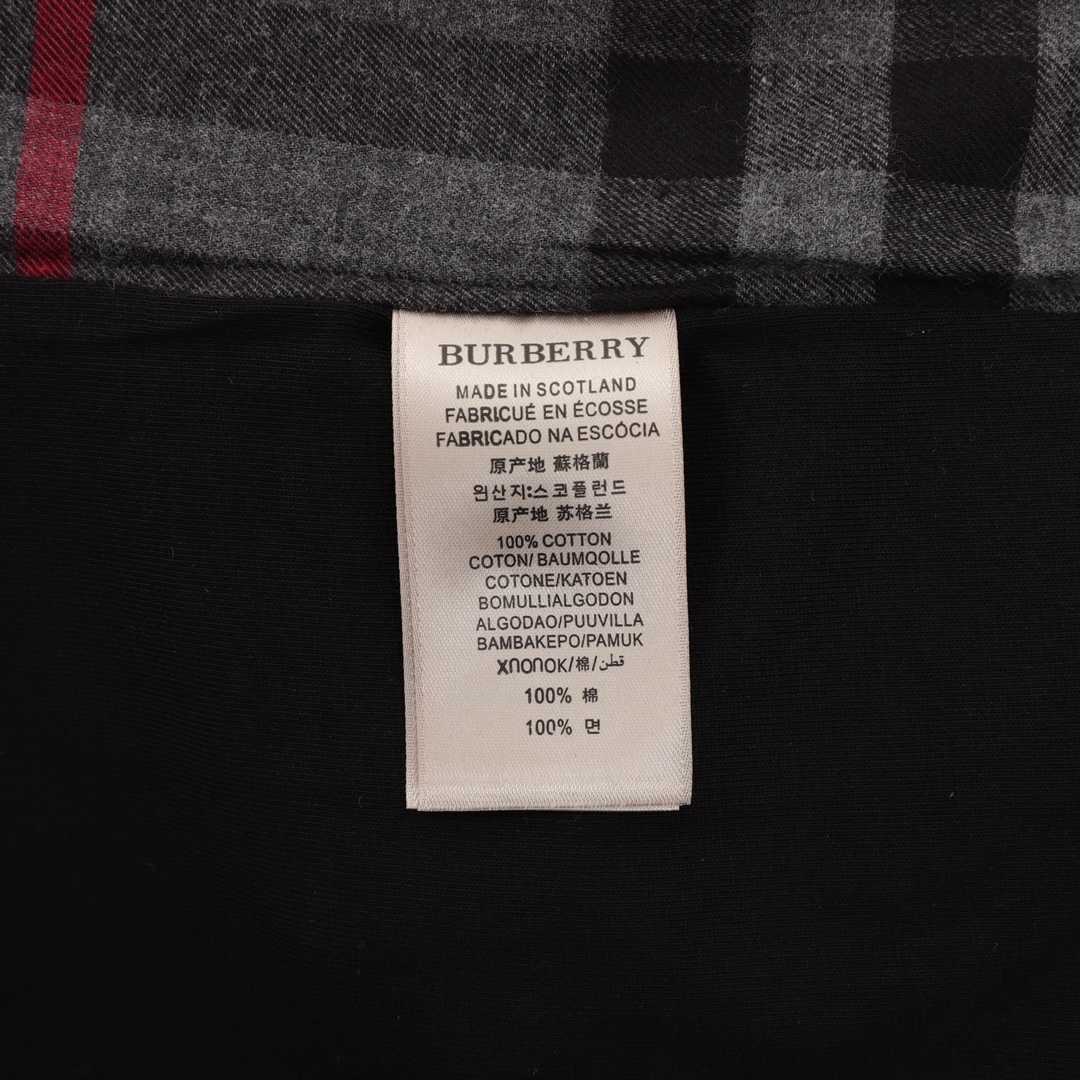 BURBERRY
MADE IN SCOTLAND
FABRICUÉ EN ÉCOSSE
FABRICADO NA ESCÓCIA
原产地 蘇格蘭
원산지:스코플런드
原产地 苏格兰
100% COTTON
COTON/ BAUMQOLLE
COTONE/KATOEN
BOMULLIALGODON
ALGODAO/PUUVILLA
BAMBAKEPO/PAMUK
XՈOՈOK/棉/قطن
100% 棉
100% 면